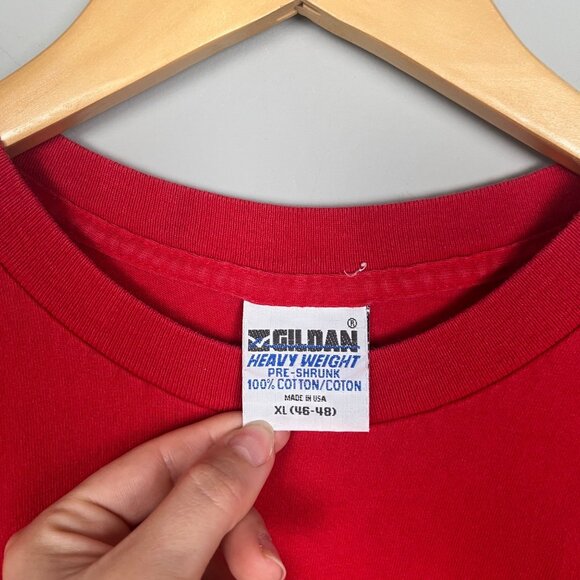 GILDAN®
HEAVY WEIGHT
PRE-SHRUNK
100% COTTON/COTON
MADE IN USA
XL (46-48)